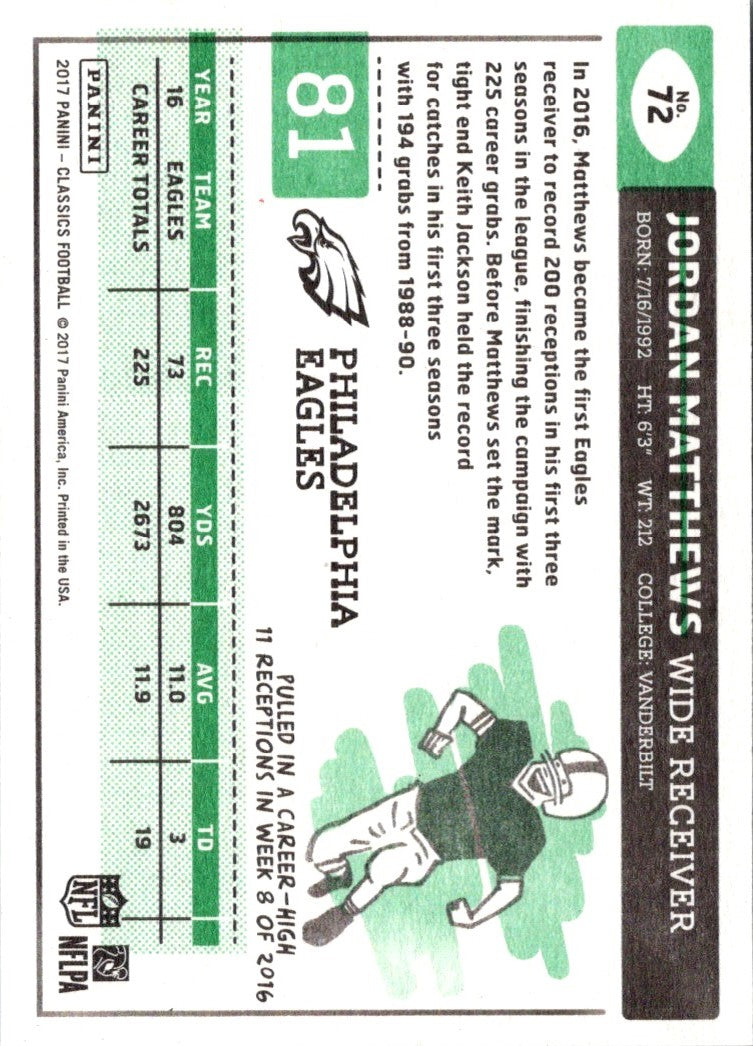 No.
72
JORDAN MATTHEWS WIDE RECEIVER
BORN: 7/16/1992 HT: 6'3" WT: 212 COLLEGE: VANDERBILT
In 2016, Matthews became the first Eagles
receiver to record 200 receptions in his first three
seasons in the league, finishing the campaign with
225 career grabs. Before Matthews set the mark,
tight end Keith Jackson held the record
for catches in his first three seasons
with 194 grabs from 1988-90.
81
PHILADELPHIA
EAGLES
PULLED IN A CAREER-HIGH
11 RECEPTIONS IN WEEK 8 OF 2016
YEAR TEAM REC YDS AVG TD
16 EAGLES 73 804 11.0 3
CAREER TOTALS 225 2673 11.9 19
PANINI
2017 PANINI – CLASSICS FOOTBALL © 2017 Panini America, Inc. Printed in the USA.
NFL
NFLPA